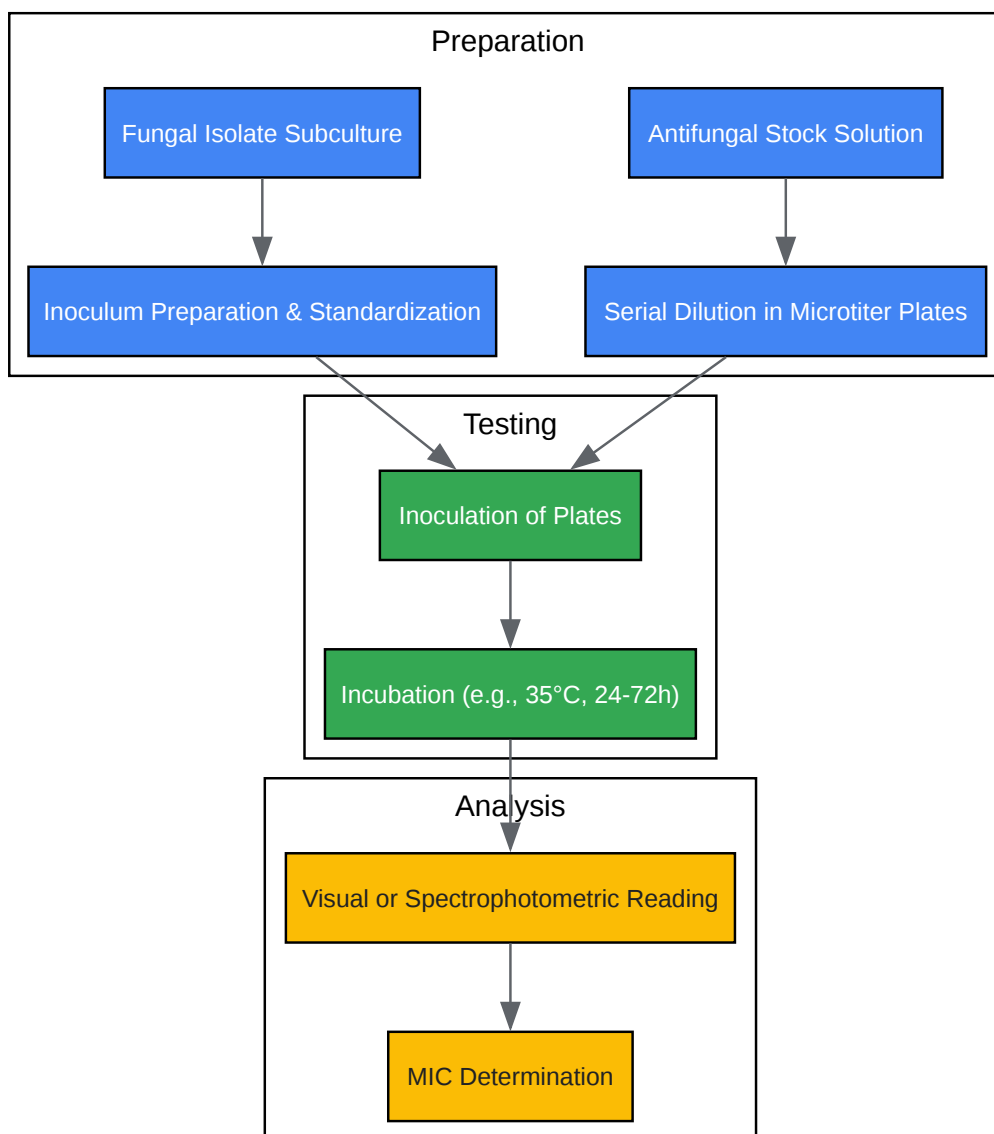 Preparation
Fungal Isolate Subculture
Antifungal Stock Solution
Inoculum Preparation & Standardization
Serial Dilution in Microtiter Plates
Testing
Inoculation of Plates
Incubation (e.g., 35°C, 24-72h)
Analysis
Visual or Spectrophotometric Reading
MIC Determination